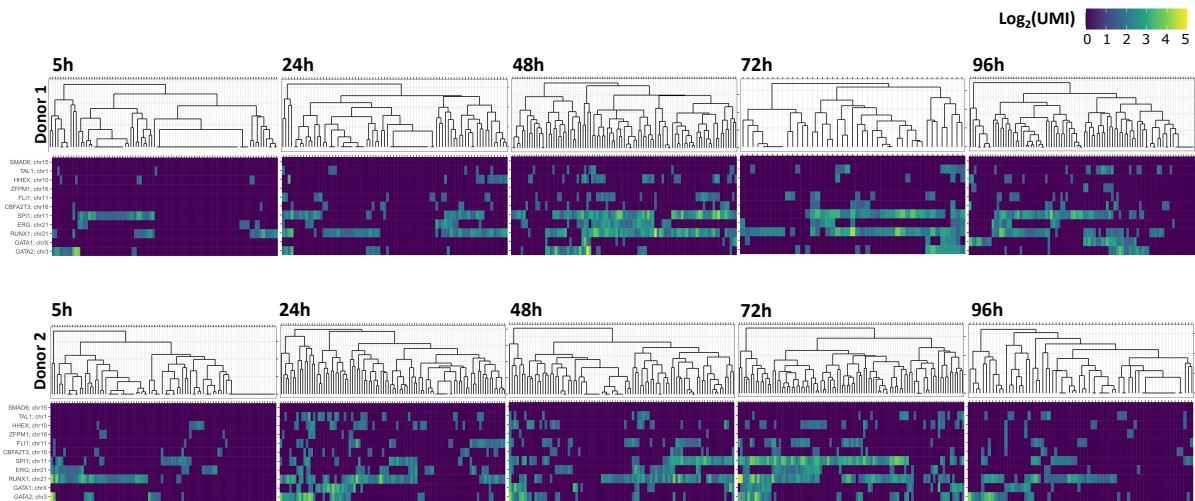 Log₂(UMI)
0 1 2 3 4 5
5h 24h 48h 72h 96h
Donor 1
SMAD6; chr15
TAL1; chr1
HHEX; chr10
ZFPM1; chr16
FLI1; chr11
CBFA2T3; chr16
SPI1; chr11
ERG; chr21
RUNX1; chr21
GATA1; chrX
GATA2; chr3
5h 24h 48h 72h 96h
Donor 2
SMAD6; chr15
TAL1; chr1
HHEX; chr10
ZFPM1; chr16
FLI1; chr11
CBFA2T3; chr16
SPI1; chr11
ERG; chr21
RUNX1; chr21
GATA1; chrX
GATA2; chr3